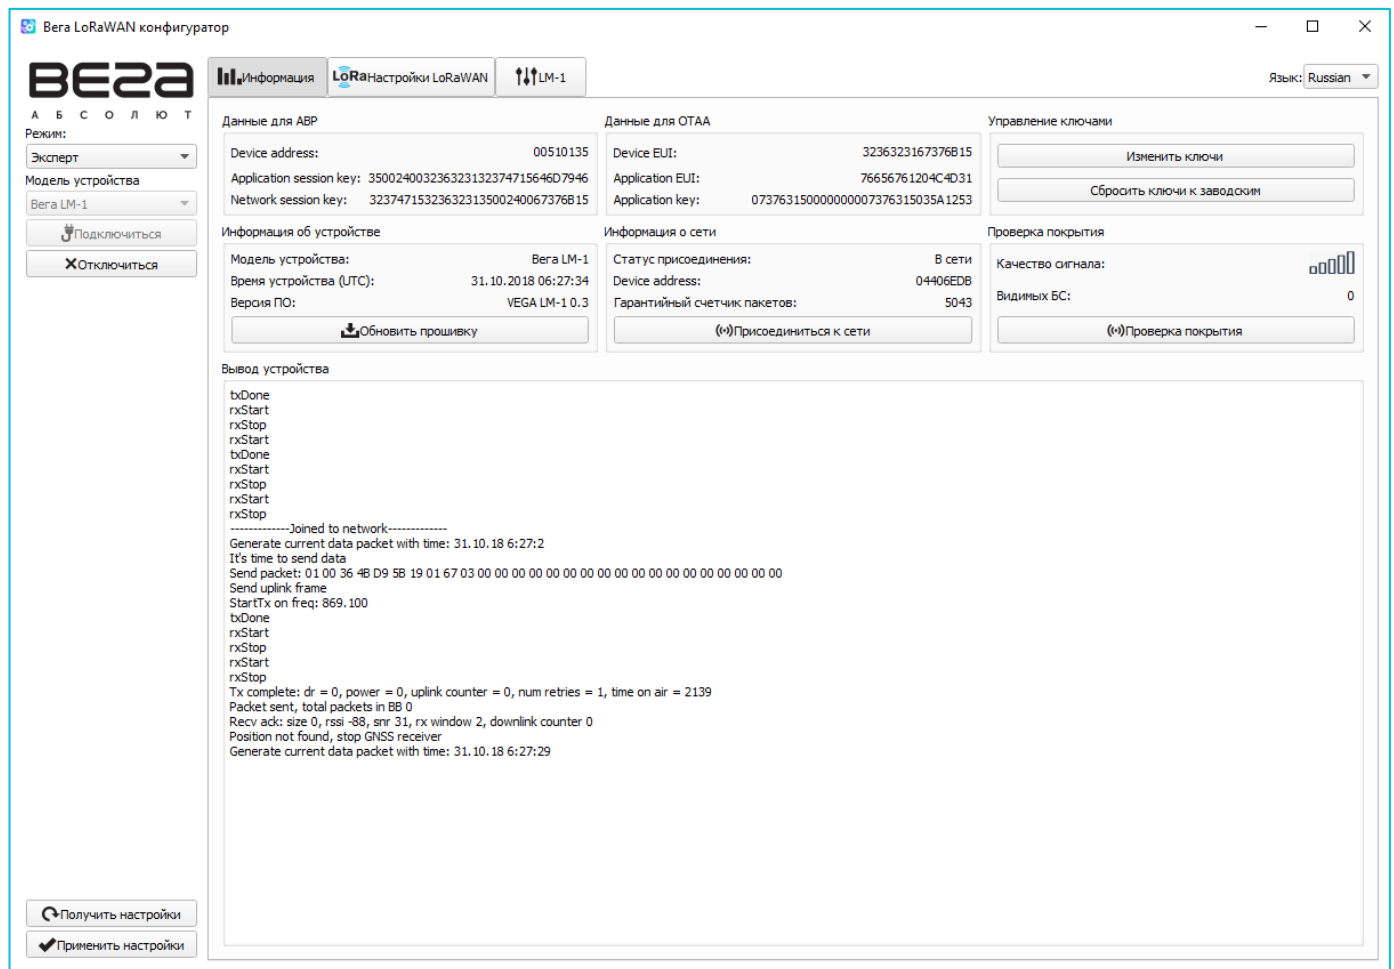 Вега LoRaWAN конфигуратор
ВЕГА
АБСОЛЮТ
Режим:
Эксперт
Модель устройства
Вега LM-1
Подключиться
Отключиться
Получить настройки
Применить настройки
Информация
LoRa Настройки LoRaWAN
LM-1
Язык: Russian
Данные для ABP
Device address: 00510135
Application session key: 35002400323632313237471564​6D7946
Network session key: 32374715323632313500240067376B15
Данные для OTAA
Device EUI: 3236323167376B15
Application EUI: 76656761204C4D31
Application key: 07376315000000007376315035A1253
Управление ключами
Изменить ключи
Сбросить ключи к заводским
Информация об устройстве
Модель устройства: Вега LM-1
Время устройства (UTC): 31.10.2018 06:27:34
Версия ПО: VEGA LM-1 0.3
Обновить прошивку
Информация о сети
Статус присоединения: В сети
Device address: 04406EDB
Гарантийный счетчик пакетов: 5043
Присоединиться к сети
Проверка покрытия
Качество сигнала:
Видимых БС: 0
Проверка покрытия
Вывод устройства
txDone
rxStart
rxStop
rxStart
txDone
rxStart
rxStop
rxStart
rxStop
-------------Joined to network-------------
Generate current data packet with time: 31.10.18 6:27:2
It's time to send data
Send packet: 01 00 36 4B D9 5B 19 01 67 03 00 00 00 00 00 00 00 00 00 00 00 00 00 00 00 00 00 00
Send uplink frame
StartTx on freq: 869.100
txDone
rxStart
rxStop
rxStart
rxStop
Tx complete: dr = 0, power = 0, uplink counter = 0, num retries = 1, time on air = 2139
Packet sent, total packets in BB 0
Recv ack: size 0, rssi -88, snr 31, rx window 2, downlink counter 0
Position not found, stop GNSS receiver
Generate current data packet with time: 31.10.18 6:27:29